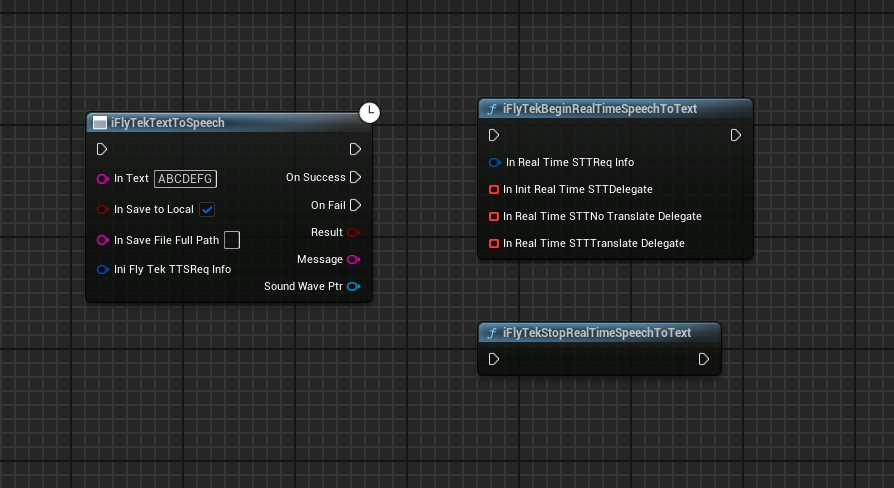 iFlyTekTextToSpeech
In Text ABCDEFG
On Success
In Save to Local
On Fail
Result
In Save File Full Path
Message
Ini Fly Tek TTSReq Info
Sound Wave Ptr
f iFlyTekBeginRealTimeSpeechToText
In Real Time STTReq Info
In Init Real Time STTDelegate
In Real Time STTNo Translate Delegate
In Real Time STTTranslate Delegate
f iFlyTekStopRealTimeSpeechToText